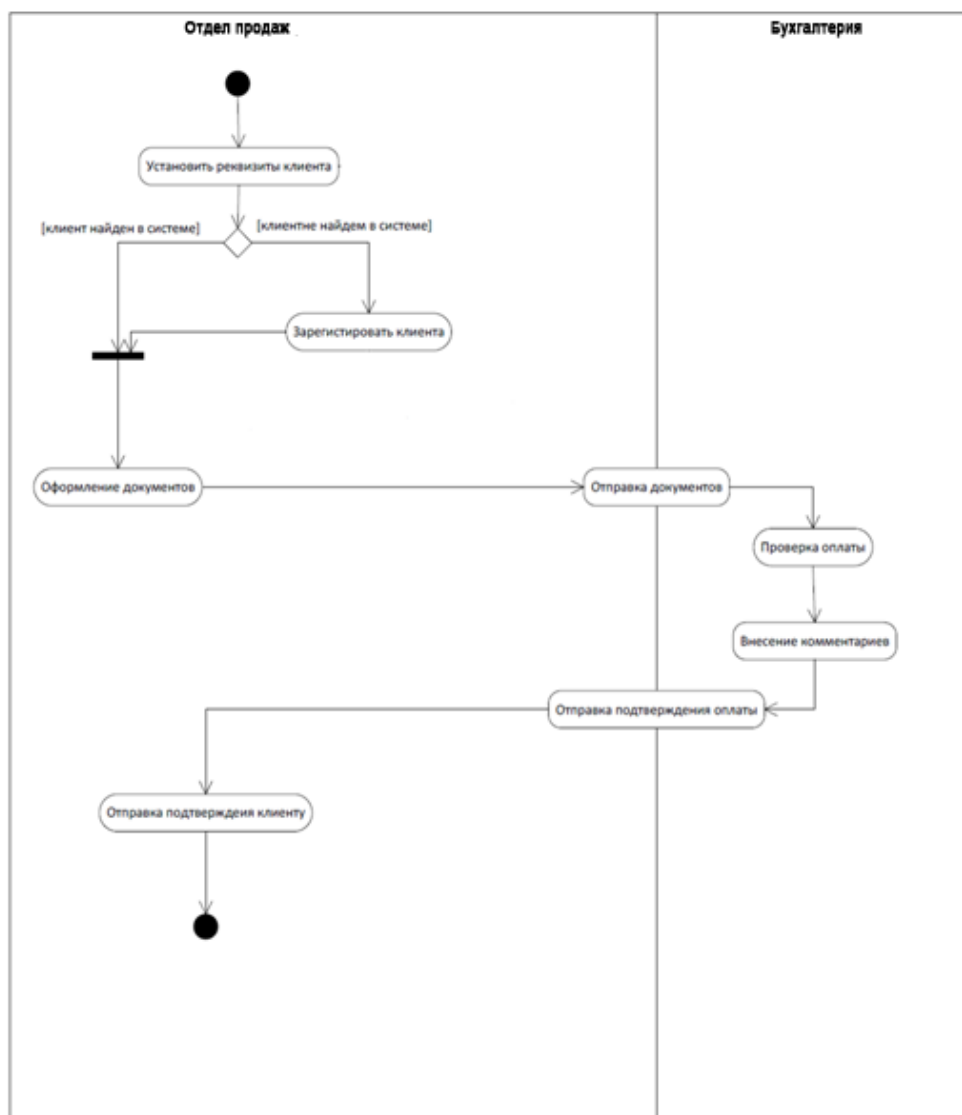 Отдел продаж
Бухгалтерия
Установить реквизиты клиента
[клиент найден в системе]
[клиентне найдем в системе]
Зарегистировать клиента
Оформление документов
Отправка документов
Проверка оплаты
Внесение комментариев
Отправка подтверждения оплаты
Отправка подтверждеия клиенту